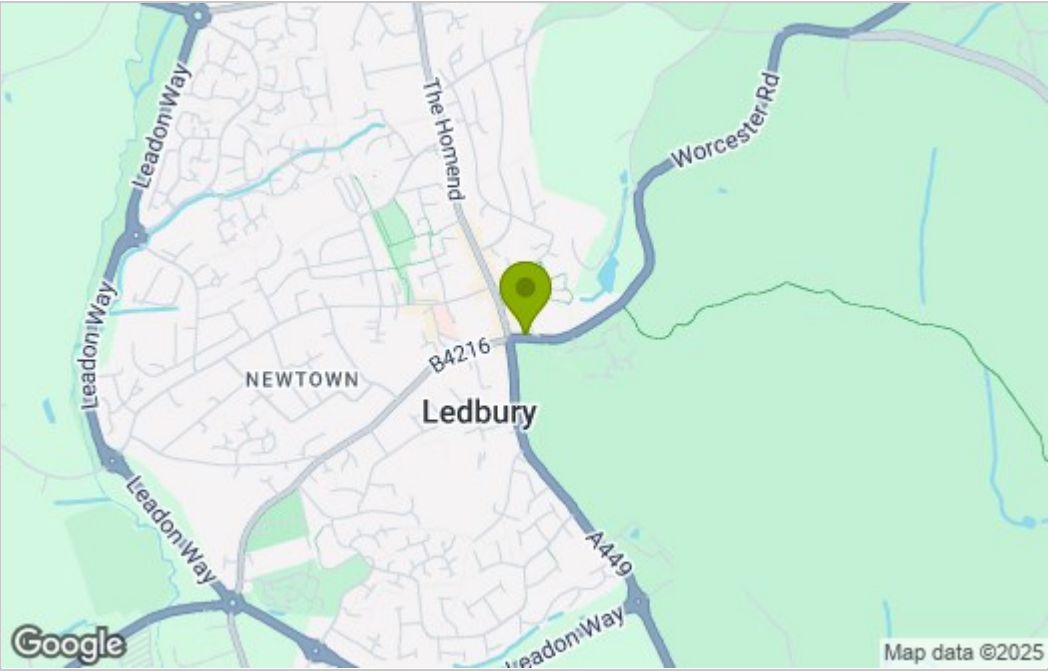 Leadon Way
The Homend
Worcester Rd
Leadon Way
B4216
NEWTOWN
Ledbury
Leadon Way
A449
Leadon Way
Google
Map data ©2025